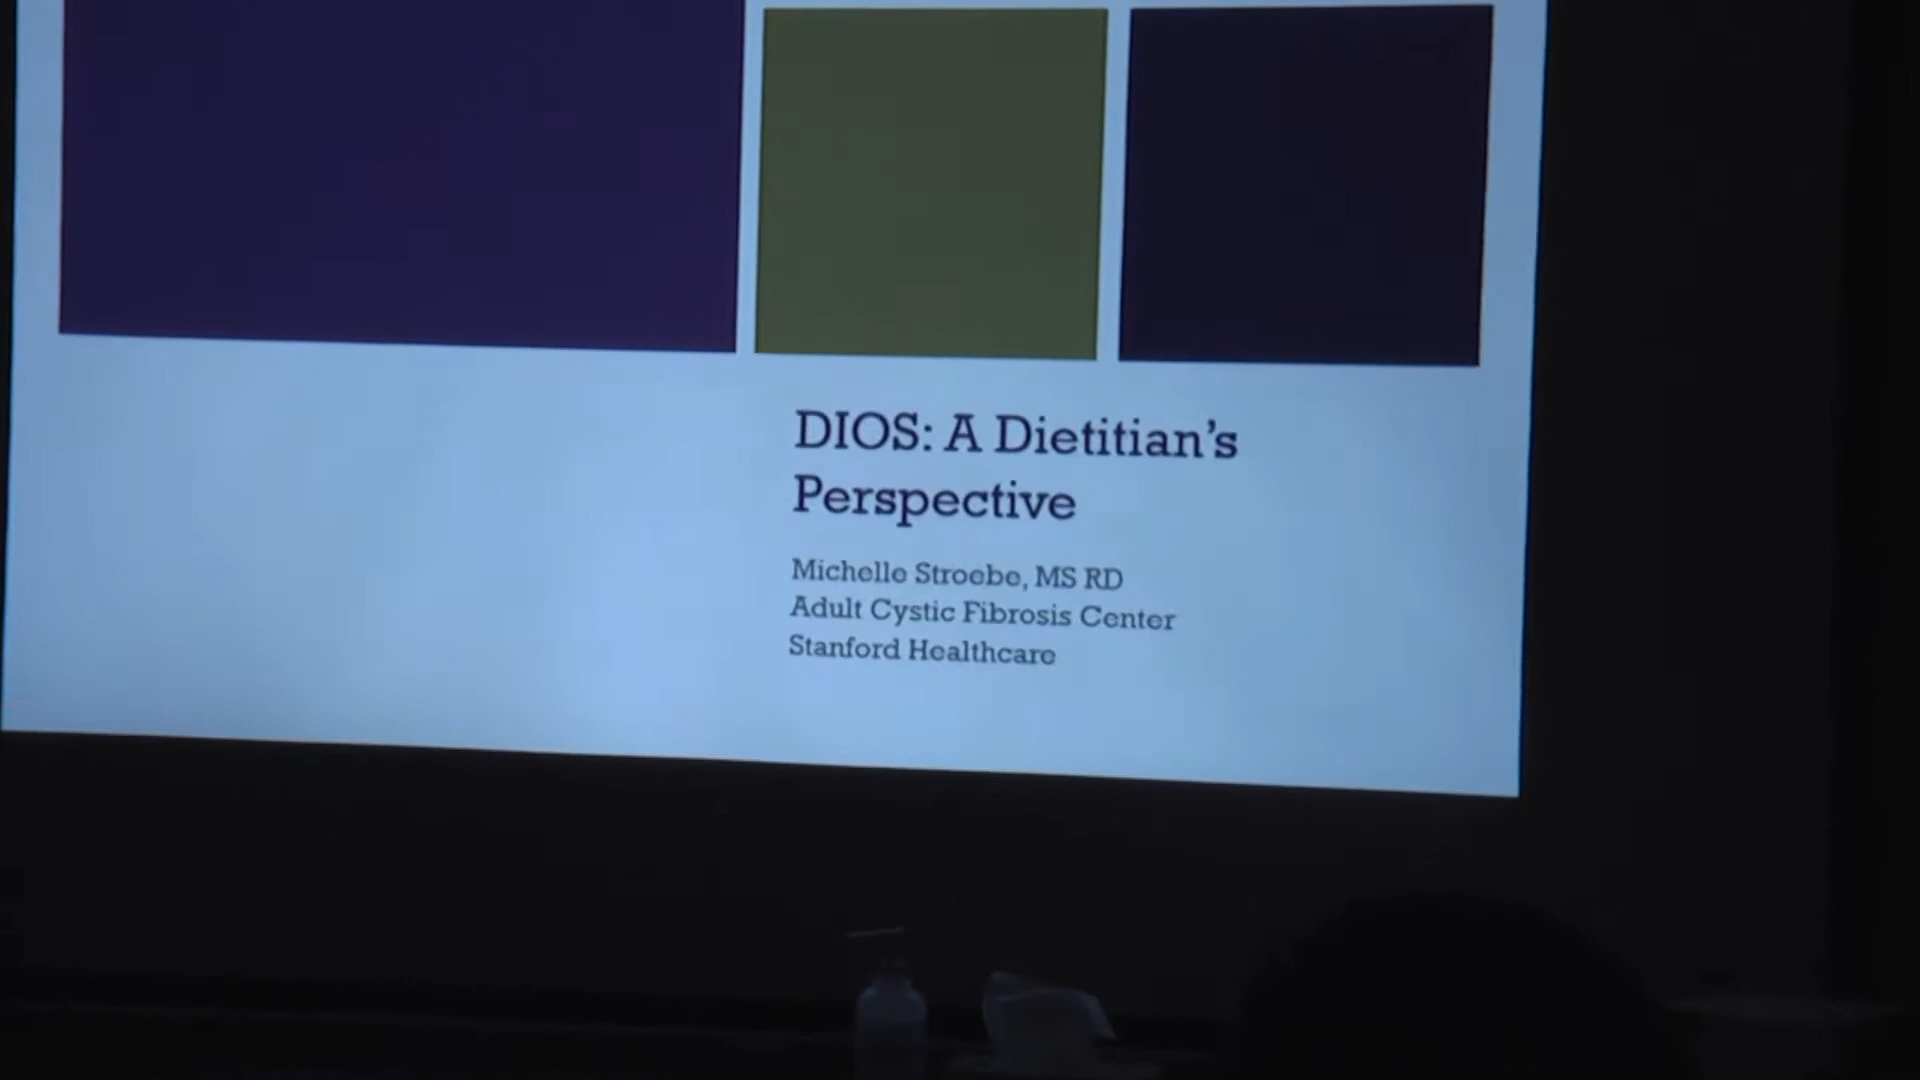 DIOS: A Dietitian's
Perspective
Michelle Stroebe, MS RD
Adult Cystic Fibrosis Center
Stanford Healthcare